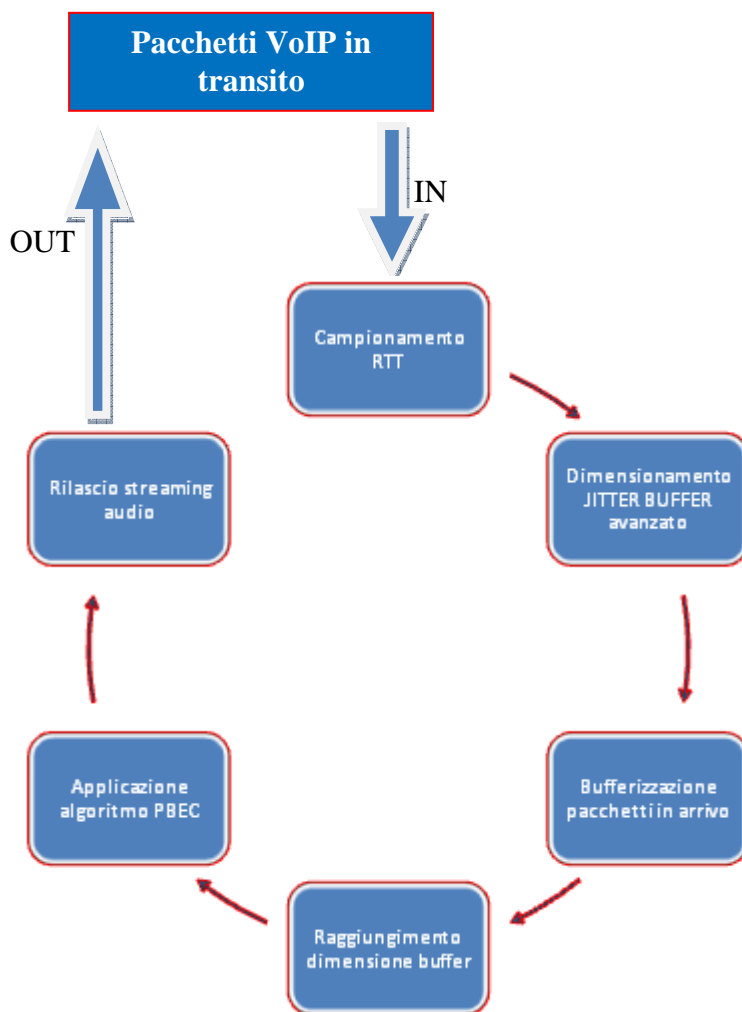 Pacchetti VoIP in
transito
IN
OUT
Campionamento
RTT
Dimensionamento
JITTER BUFFER
avanzato
Bufferizzazione
pacchetti in arrivo
Raggiungimento
dimensione buffer
Applicazione
algoritmo PBEC
Rilascio streaming
audio